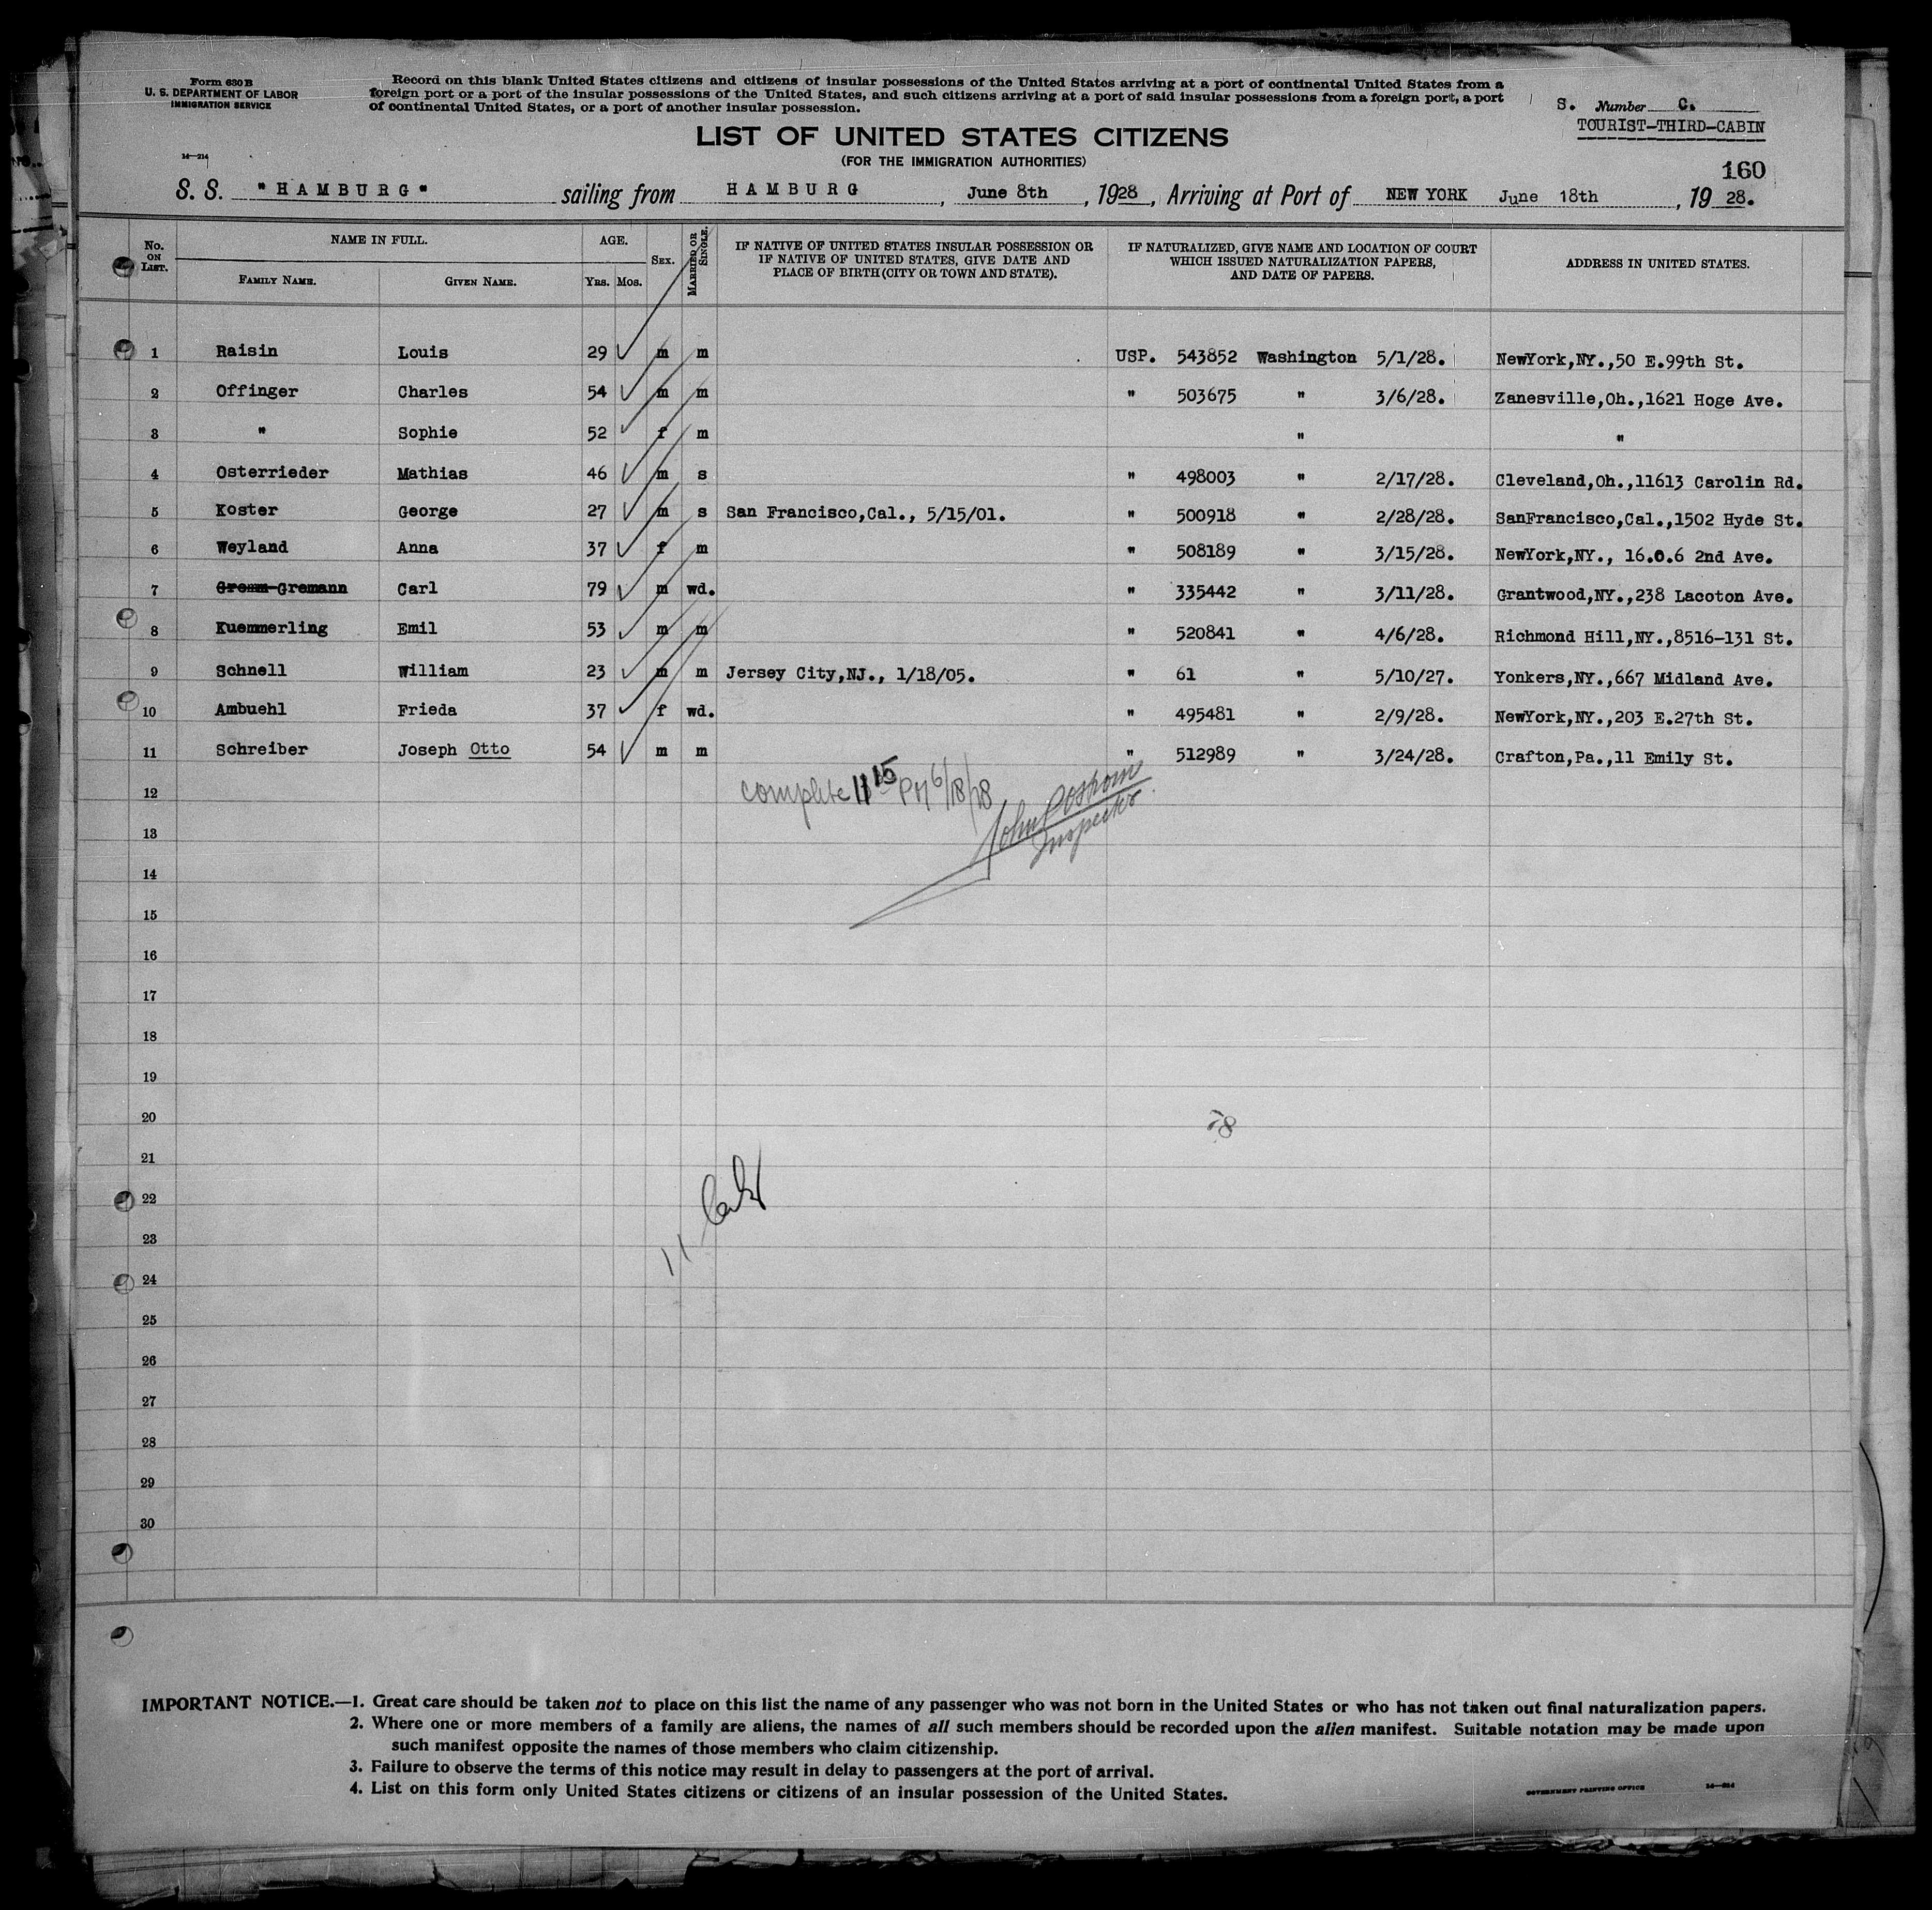 Form 630 B
U. S. DEPARTMENT OF LABOR
IMMIGRATION SERVICE
Record on this blank United States citizens and citizens of insular possessions of the United States arriving at a port of continental United States from a
foreign port or a port of the insular possessions of the United States, and such citizens arriving at a port of said insular possessions from a foreign port, a port
of continental United States, or a port of another insular possession.
S. Number C.
TOURIST-THIRD-CABIN
LIST OF UNITED STATES CITIZENS
(FOR THE IMMIGRATION AUTHORITIES)
14—214
160
S. S. "HAMBURG" sailing from HAMBURG, June 8th, 1928, Arriving at Port of NEW YORK June 18th, 1928.
No. ON LIST. NAME IN FULL. FAMILY NAME. GIVEN NAME. AGE. YRS. MOS. SEX. MARRIED OR SINGLE. IF NATIVE OF UNITED STATES INSULAR POSSESSION OR IF NATIVE OF UNITED STATES, GIVE DATE AND PLACE OF BIRTH (CITY OR TOWN AND STATE). IF NATURALIZED, GIVE NAME AND LOCATION OF COURT WHICH ISSUED NATURALIZATION PAPERS, AND DATE OF PAPERS. ADDRESS IN UNITED STATES.
1 Raisin Louis 29 m m USP. 543852 Washington 5/1/28. NewYork,NY.,50 E.99th St.
2 Offinger Charles 54 m m " 503675 " 3/6/28. Zanesville,Oh.,1621 Hoge Ave.
3 " Sophie 52 f m " "
4 Osterrieder Mathias 46 m s " 498003 " 2/17/28. Cleveland,Oh.,11613 Carolin Rd.
5 Koster George 27 m s San Francisco,Cal., 5/15/01. " 500918 " 2/28/28. SanFrancisco,Cal.,1502 Hyde St.
6 Weyland Anna 37 f m " 508189 " 3/15/28. NewYork,NY., 16.0.6 2nd Ave.
7 Gremm-Gremann Carl 79 m wd. " 335442 " 3/11/28. Grantwood,NY.,238 Lacoton Ave.
8 Kuemmerling Emil 53 m m " 520841 " 4/6/28. Richmond Hill,NY.,8516-131 St.
9 Schnell William 23 m m Jersey City,NJ., 1/18/05. " 61 " 5/10/27. Yonkers,NY.,667 Midland Ave.
10 Ambuehl Frieda 37 f wd. " 495481 " 2/9/28. NewYork,NY.,203 E.27th St.
11 Schreiber Joseph Otto 54 m m " 512989 " 3/24/28. Crafton,Pa.,11 Emily St.
complete 11 15 PM 6/18/28
12
John Osborn
Inspector
13
14
15
16
17
18
19
20
78
21
22
23
11
24
25
26
27
28
29
30
IMPORTANT NOTICE.—1. Great care should be taken not to place on this list the name of any passenger who was not born in the United States or who has not taken out final naturalization papers.
2. Where one or more members of a family are aliens, the names of all such members should be recorded upon the alien manifest. Suitable notation may be made upon
such manifest opposite the names of those members who claim citizenship.
3. Failure to observe the terms of this notice may result in delay to passengers at the port of arrival.
4. List on this form only United States citizens or citizens of an insular possession of the United States.
GOVERNMENT PRINTING OFFICE 14—214